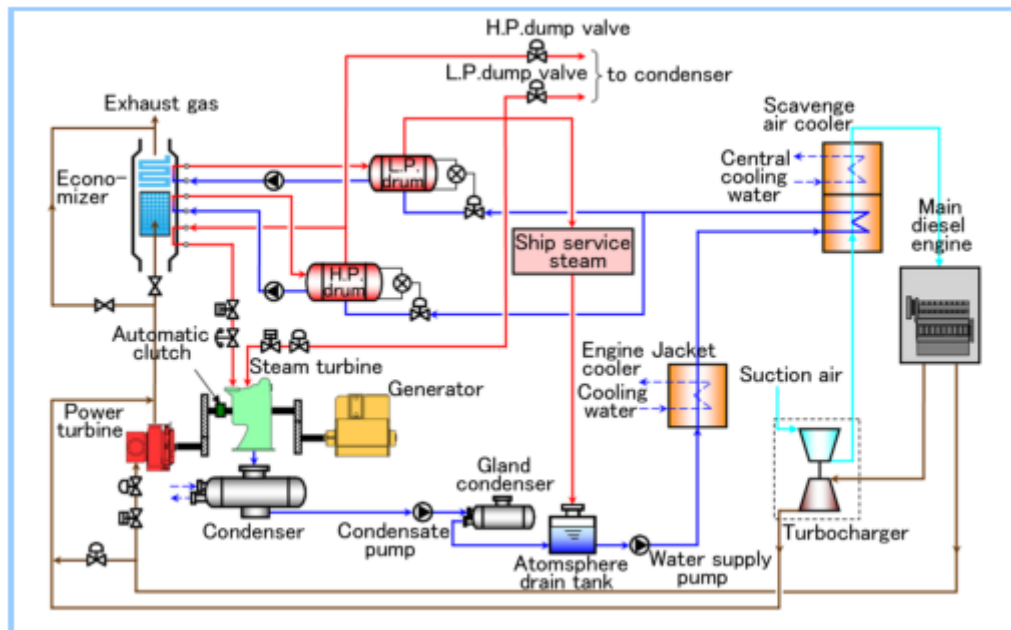 H.P.dump valve
L.P.dump valve
to condenser
Exhaust gas
Scavenge
air cooler
Econo-
mizer
L.P.
drum
Central
cooling
water
Main
diesel
engine
Ship service
steam
H.P.
drum
Automatic
clutch
Steam turbine
Generator
Engine Jacket
cooler
Cooling
water
Suction air
Power
turbine
Gland
condenser
Condenser
Condensate
pump
Atomsphere
drain tank
Water supply
pump
Turbocharger